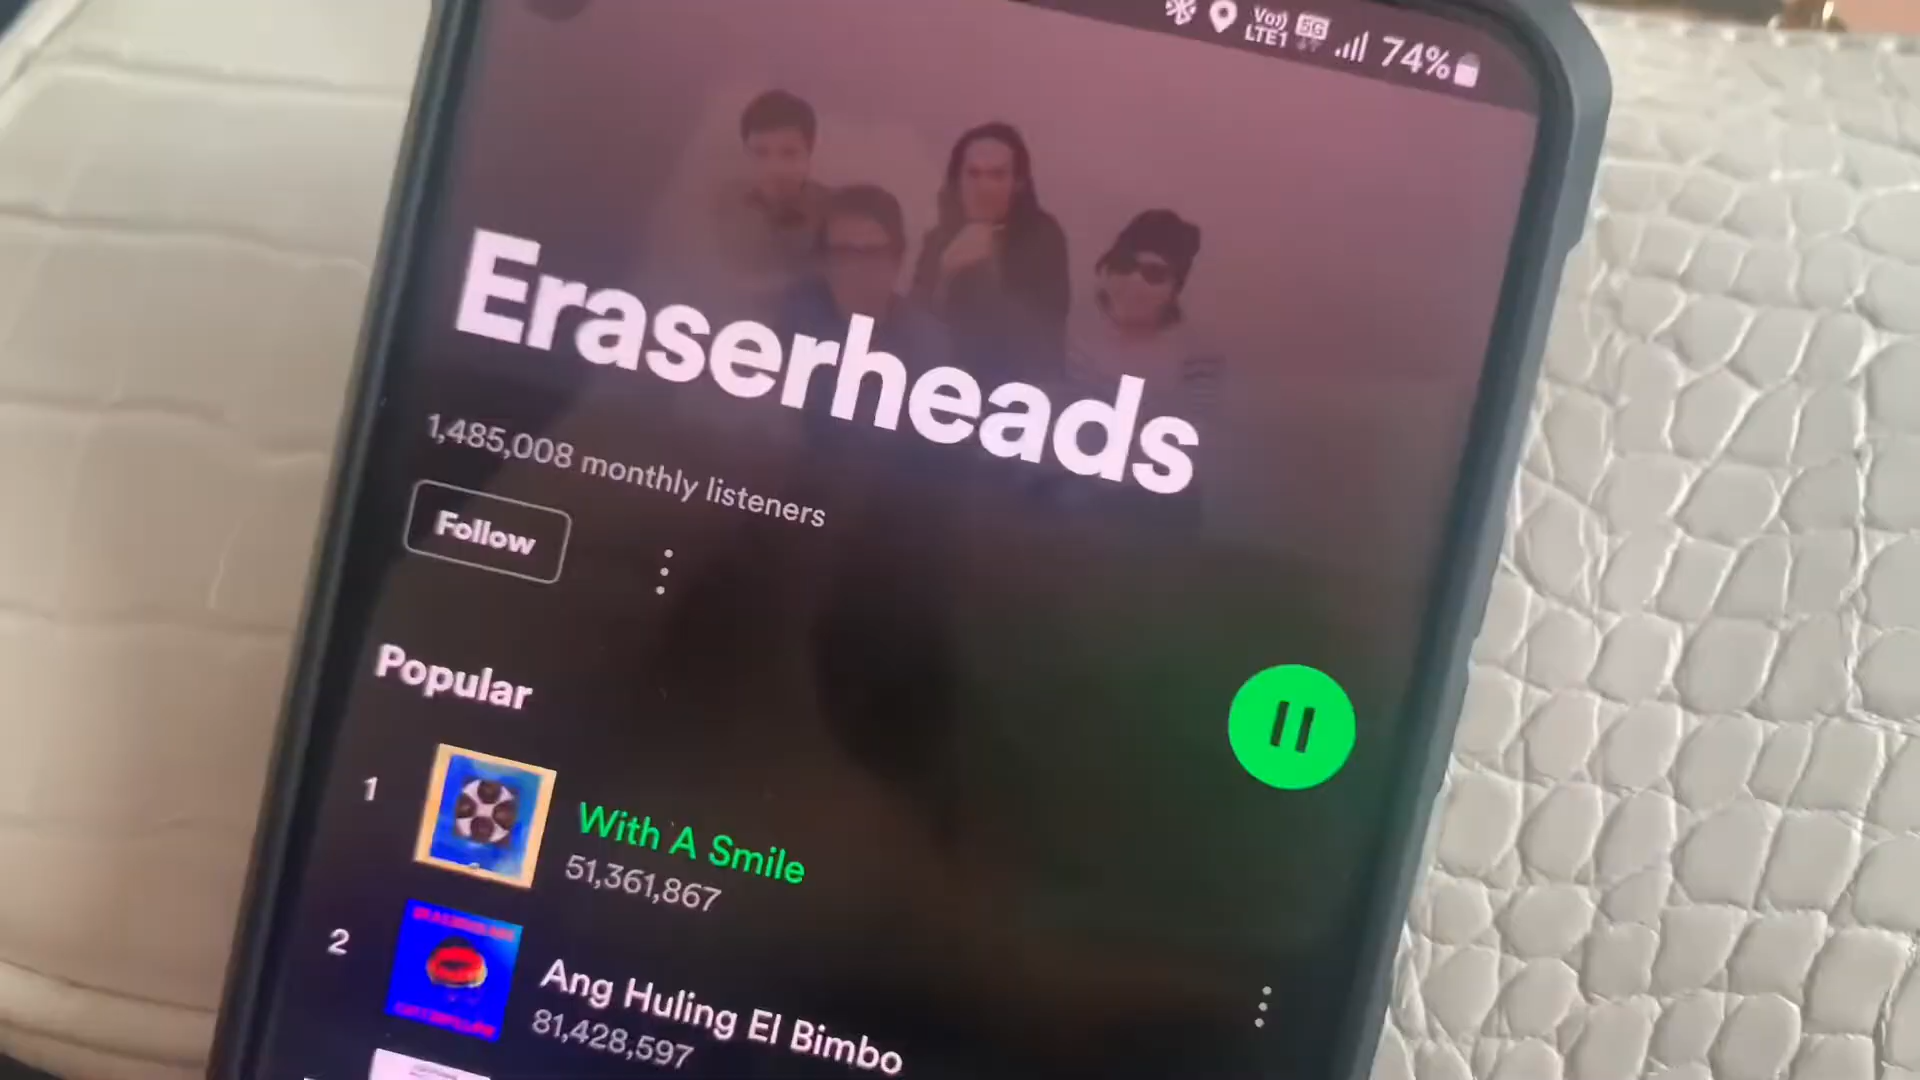 Vo))
LTE1
5G
74%
Eraserheads
1,485,008 monthly listeners
Follow
Popular
1
With A Smile
51,361,867
2
Ang Huling El Bimbo
81,428,597